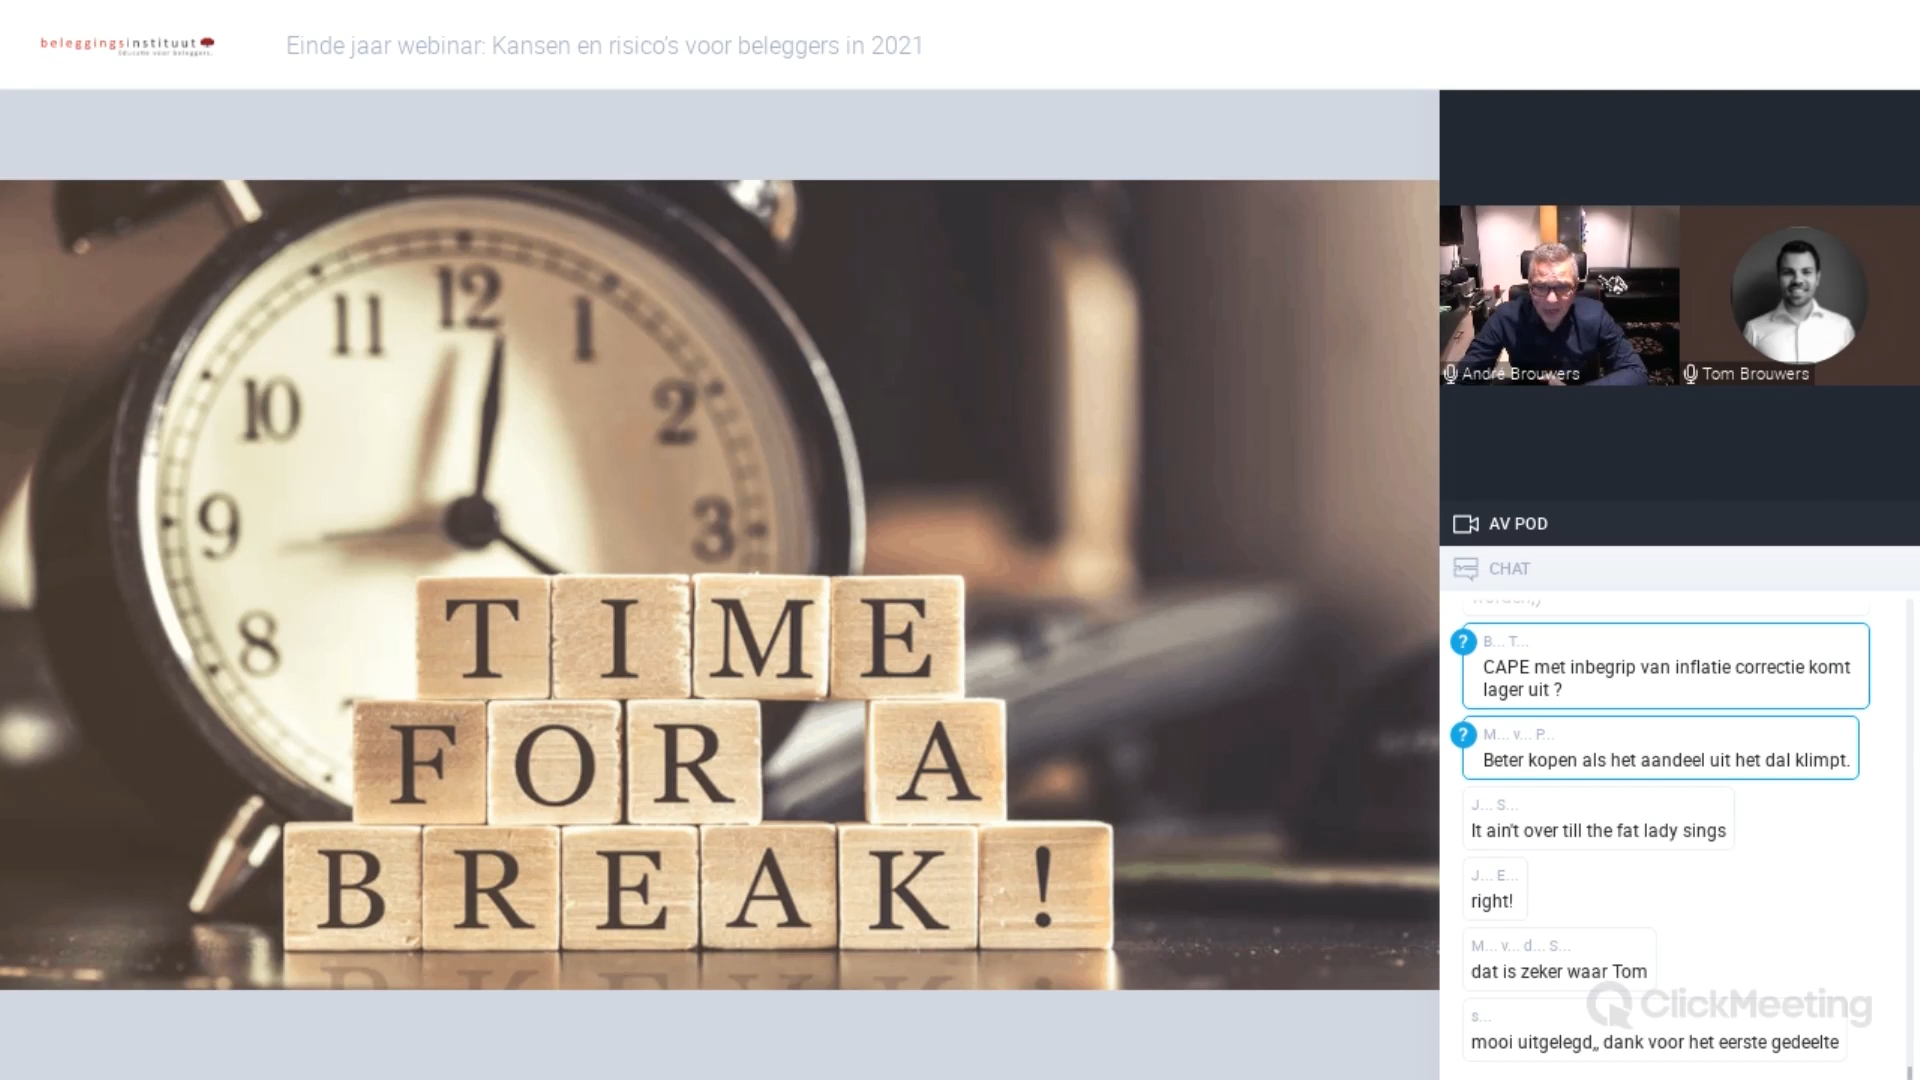 beleggingsinstituut
Educatie voor beleggers.
Einde jaar webinar: Kansen en risico's voor beleggers in 2021
12
11
1
10
2
9
3
8
TIME
FOR A
BREAK!
André Brouwers
Tom Brouwers
AV POD
CHAT
? B... T...
CAPE met inbegrip van inflatie correctie komt
lager uit ?
? M... v... P...
Beter kopen als het aandeel uit het dal klimpt.
J... S...
It ain't over till the fat lady sings
J... E...
right!
M... v... d... S...
dat is zeker waar Tom
ClickMeeting
s...
mooi uitgelegd,, dank voor het eerste gedeelte